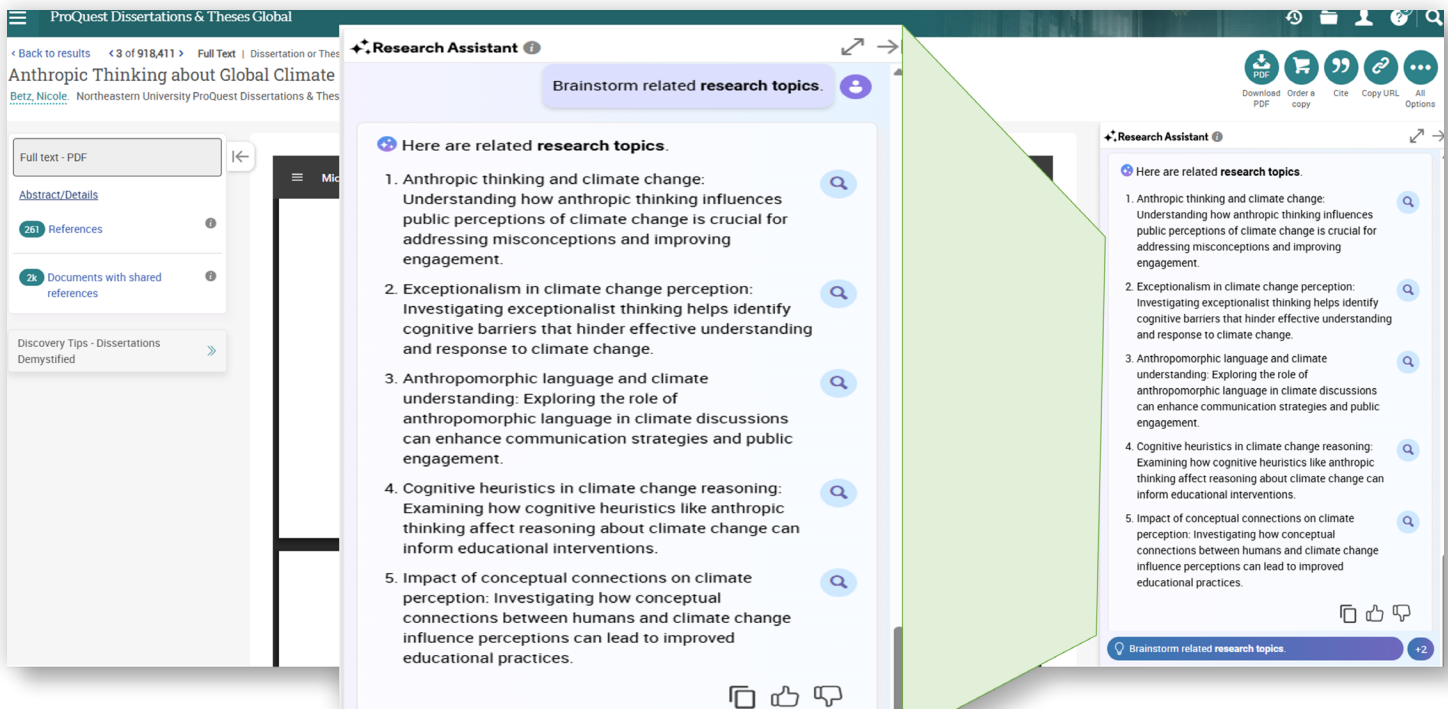 ProQuest Dissertations & Theses Global
‹ Back to results ‹ 3 of 918,411 › Full Text | Dissertation or Thes
Anthropic Thinking about Global Climate
Betz, Nicole. Northeastern University ProQuest Dissertations & Thes
Download PDF
Order a copy
Cite
Copy URL
All Options
Full text - PDF
Abstract/Details
261 References
2k Documents with shared
references
Discovery Tips - Dissertations
Demystified
Mic
Research Assistant
Brainstorm related research topics.
Here are related research topics.
1. Anthropic thinking and climate change:
Understanding how anthropic thinking influences
public perceptions of climate change is crucial for
addressing misconceptions and improving
engagement.
2. Exceptionalism in climate change perception:
Investigating exceptionalist thinking helps identify
cognitive barriers that hinder effective understanding
and response to climate change.
3. Anthropomorphic language and climate
understanding: Exploring the role of
anthropomorphic language in climate discussions
can enhance communication strategies and public
engagement.
4. Cognitive heuristics in climate change reasoning:
Examining how cognitive heuristics like anthropic
thinking affect reasoning about climate change can
inform educational interventions.
5. Impact of conceptual connections on climate
perception: Investigating how conceptual
connections between humans and climate change
influence perceptions can lead to improved
educational practices.
Research Assistant
Here are related research topics.
1. Anthropic thinking and climate change:
Understanding how anthropic thinking influences
public perceptions of climate change is crucial for
addressing misconceptions and improving
engagement.
2. Exceptionalism in climate change perception:
Investigating exceptionalist thinking helps identify
cognitive barriers that hinder effective understanding
and response to climate change.
3. Anthropomorphic language and climate
understanding: Exploring the role of
anthropomorphic language in climate discussions
can enhance communication strategies and public
engagement.
4. Cognitive heuristics in climate change reasoning:
Examining how cognitive heuristics like anthropic
thinking affect reasoning about climate change can
inform educational interventions.
5. Impact of conceptual connections on climate
perception: Investigating how conceptual
connections between humans and climate change
influence perceptions can lead to improved
educational practices.
Brainstorm related research topics. +2